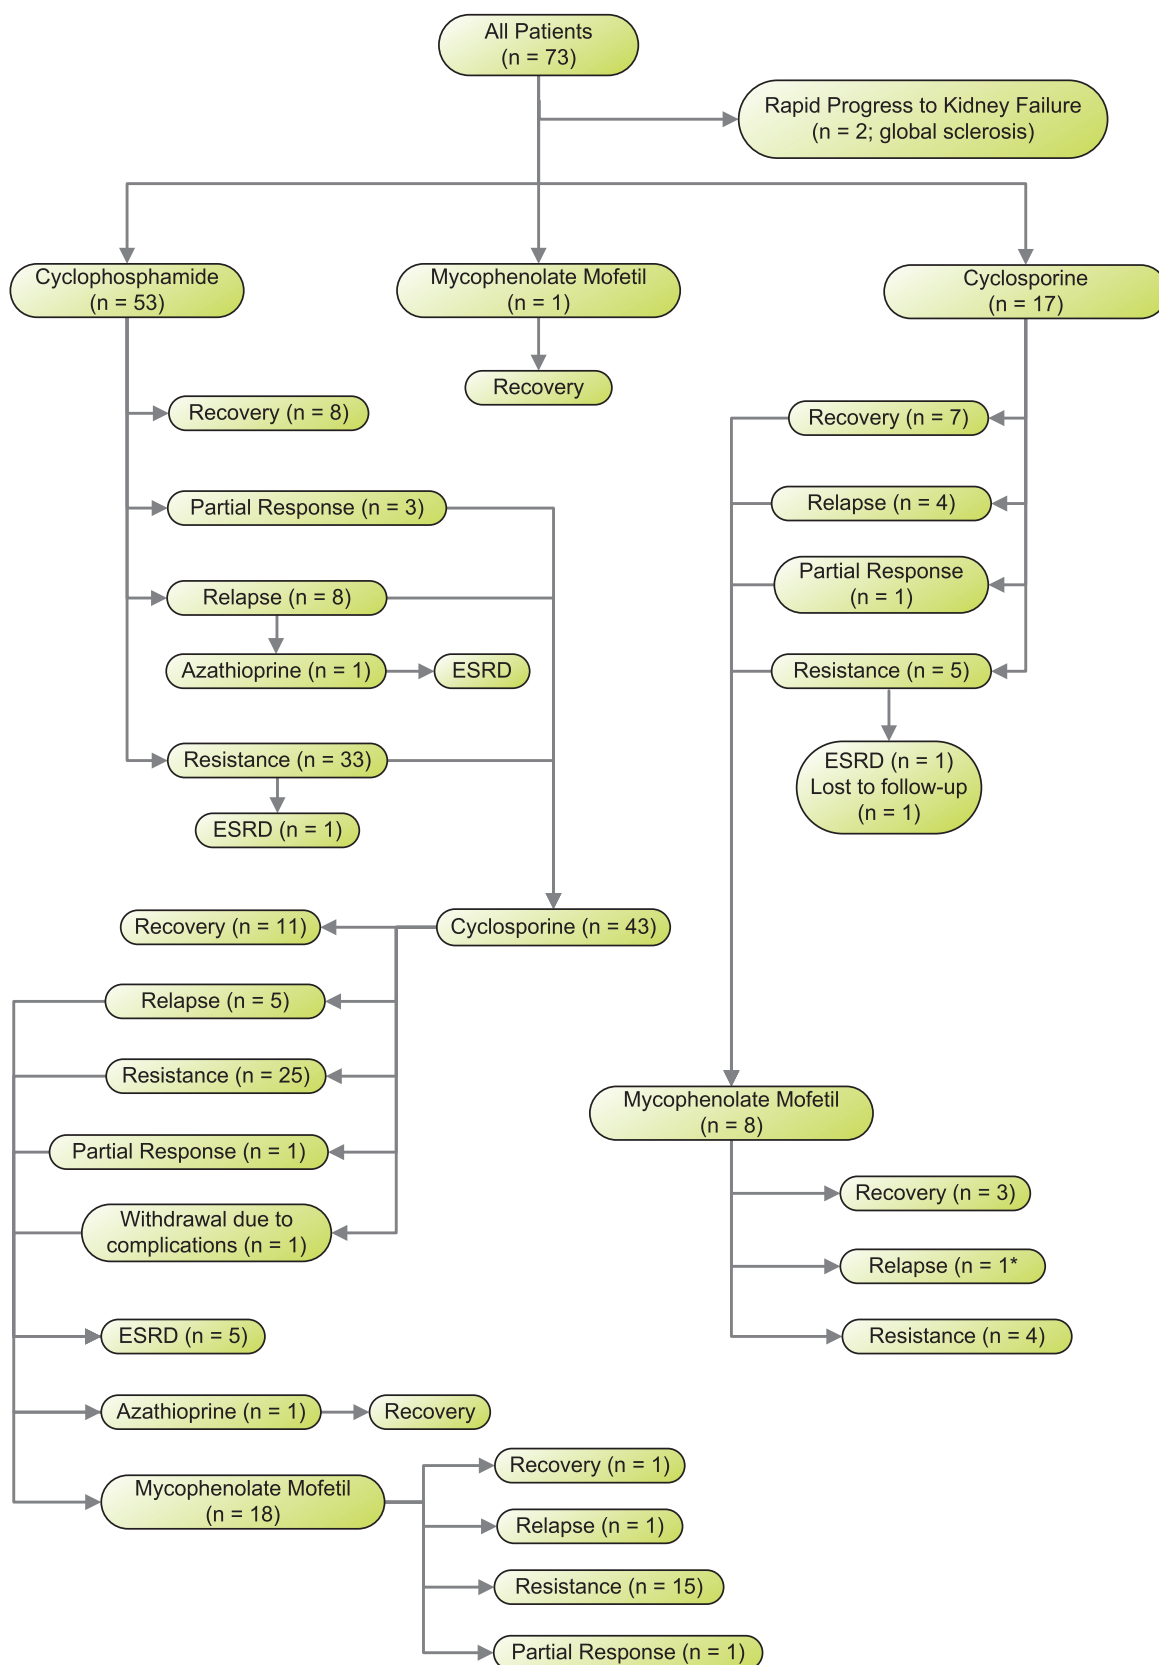 All Patients
(n = 73)
Rapid Progress to Kidney Failure
(n = 2; global sclerosis)
Cyclophosphamide
(n = 53)
Mycophenolate Mofetil
(n = 1)
Cyclosporine
(n = 17)
Recovery
Recovery (n = 8)
Partial Response (n = 3)
Relapse (n = 8)
Azathioprine (n = 1)
ESRD
Resistance (n = 33)
ESRD (n = 1)
Recovery (n = 7)
Relapse (n = 4)
Partial Response
(n = 1)
Resistance (n = 5)
ESRD (n = 1)
Lost to follow-up
(n = 1)
Cyclosporine (n = 43)
Recovery (n = 11)
Relapse (n = 5)
Resistance (n = 25)
Partial Response (n = 1)
Withdrawal due to
complications (n = 1)
ESRD (n = 5)
Azathioprine (n = 1)
Recovery
Mycophenolate Mofetil
(n = 18)
Recovery (n = 1)
Relapse (n = 1)
Resistance (n = 15)
Partial Response (n = 1)
Mycophenolate Mofetil
(n = 8)
Recovery (n = 3)
Relapse (n = 1*
Resistance (n = 4)